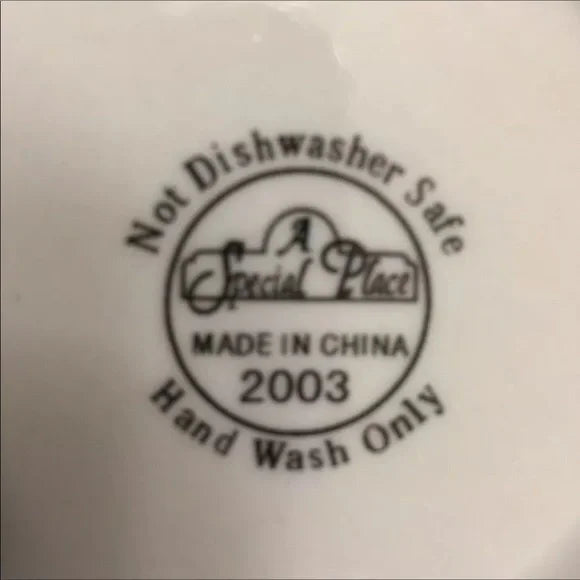 Not Dishwasher Safe
A
Special Place
MADE IN CHINA
2003
Hand Wash Only